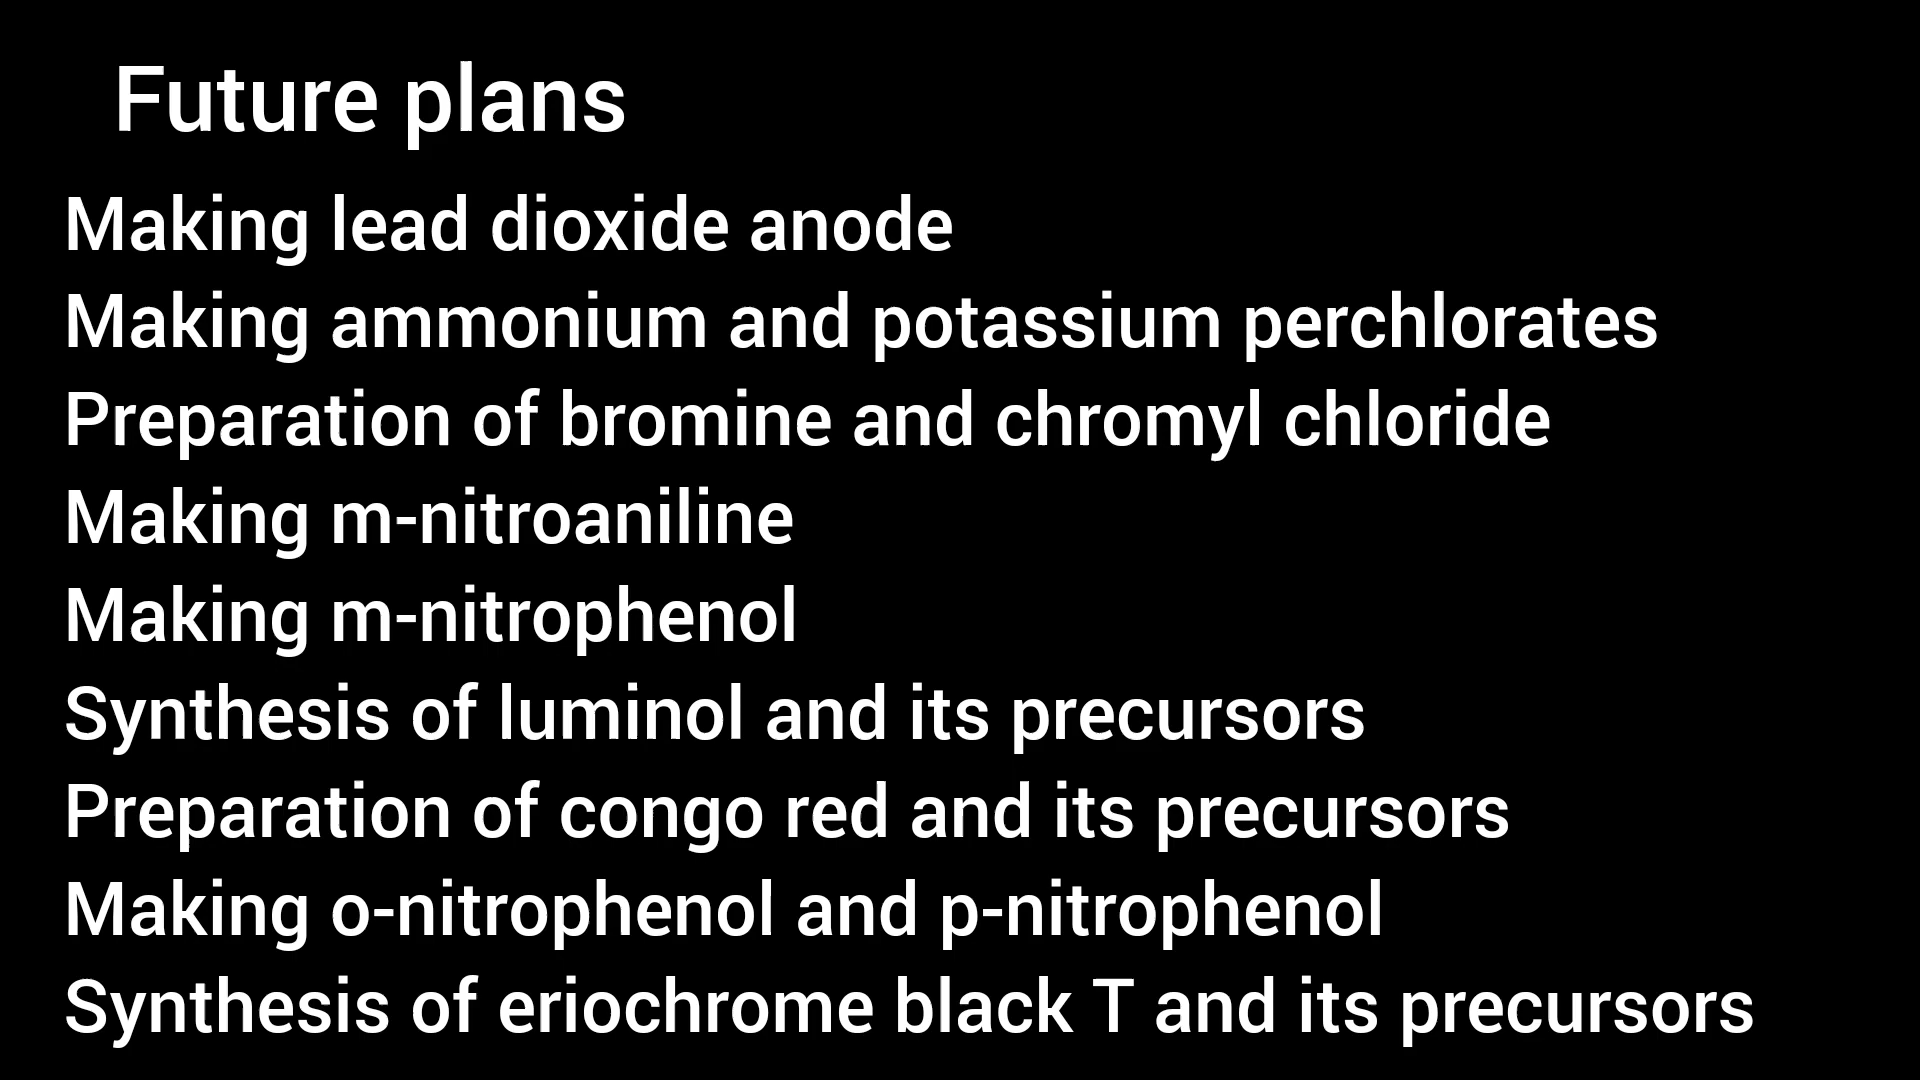 Future plans
Making lead dioxide anode
Making ammonium and potassium perchlorates
Preparation of bromine and chromyl chloride
Making m-nitroaniline
Making m-nitrophenol
Synthesis of luminol and its precursors
Preparation of congo red and its precursors
Making o-nitrophenol and p-nitrophenol
Synthesis of eriochrome black T and its precursors